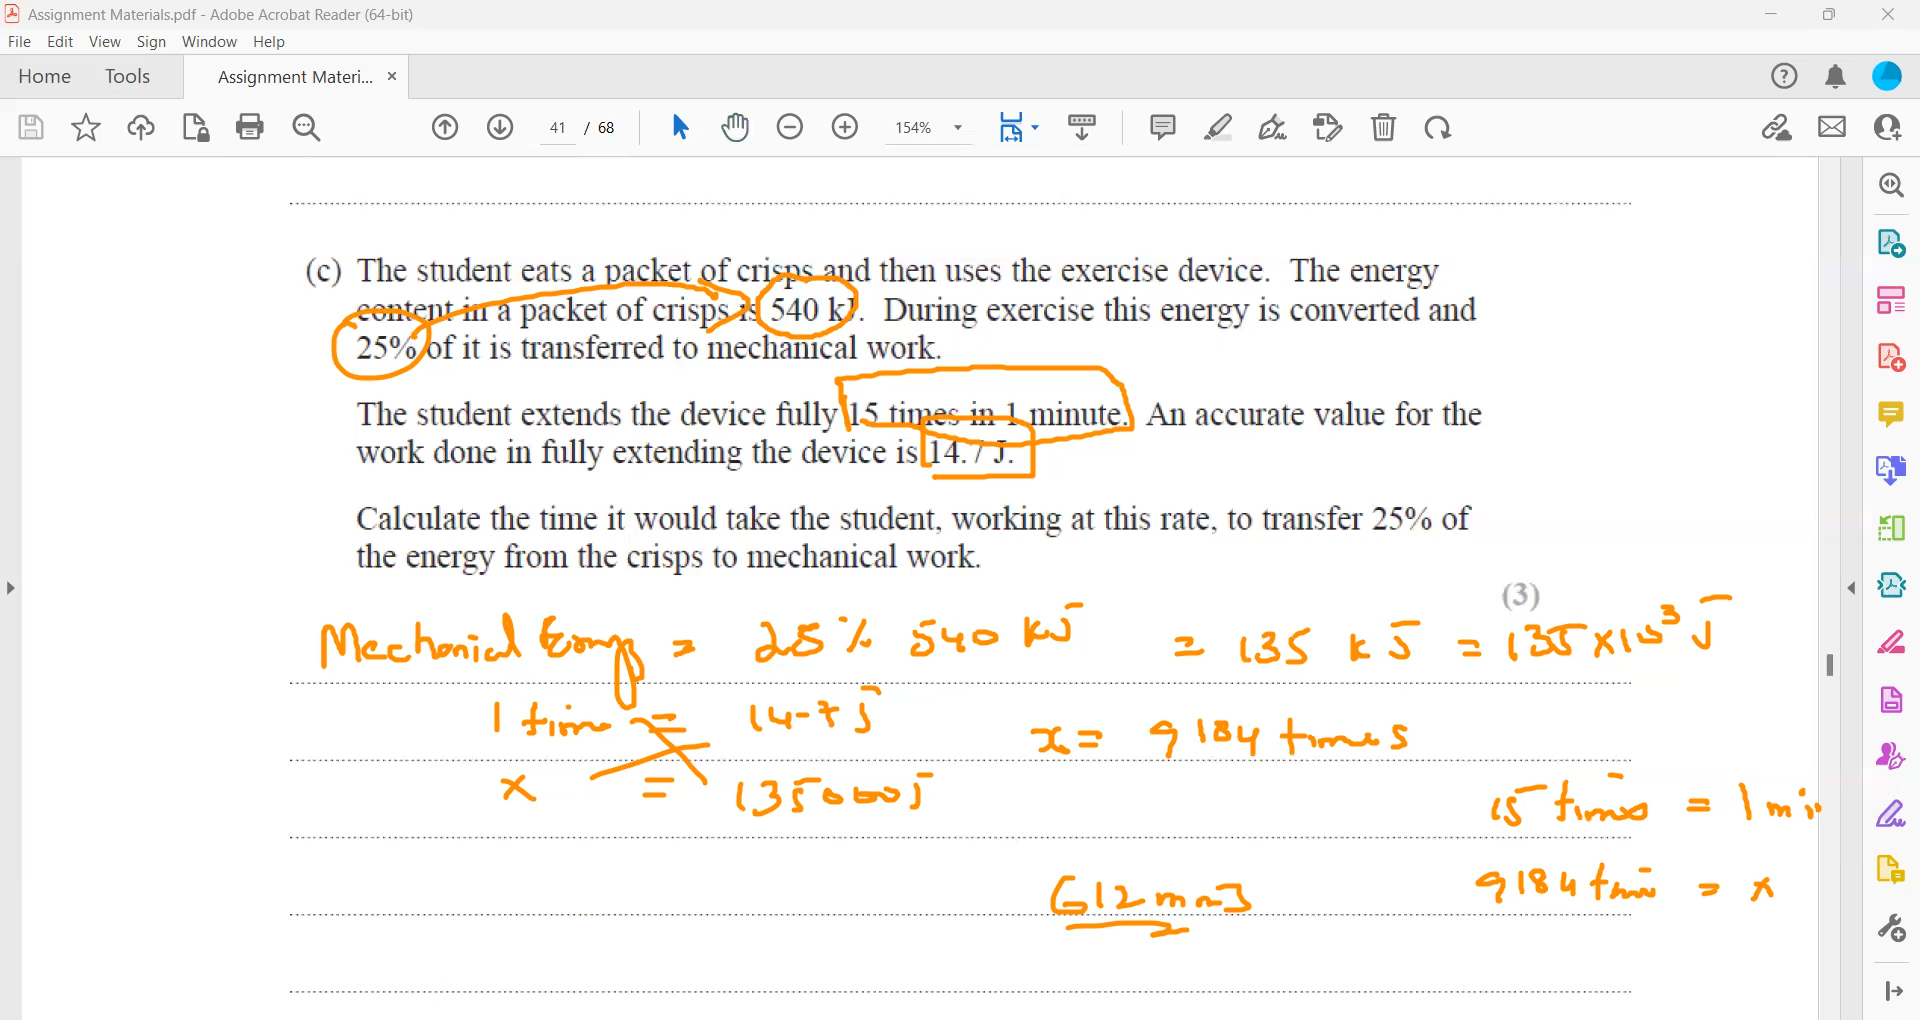 Assignment Materials.pdf - Adobe Acrobat Reader (64-bit)
File Edit View Sign Window Help
Home Tools Assignment Materi... ×
41 / 68 154%
(c) The student eats a packet of crisps and then uses the exercise device. The energy
content in a packet of crisps is 540 kJ. During exercise this energy is converted and
25% of it is transferred to mechanical work.
The student extends the device fully 15 times in 1 minute. An accurate value for the
work done in fully extending the device is 14.7 J.
Calculate the time it would take the student, working at this rate, to transfer 25% of
the energy from the crisps to mechanical work.
(3)
= 25% 540 kJ = 135 kJ = 135×10³ J
1 time = 14.7 J
x = 9184 times
x = 135000 J
15 times = 1 min
9184 = x
612